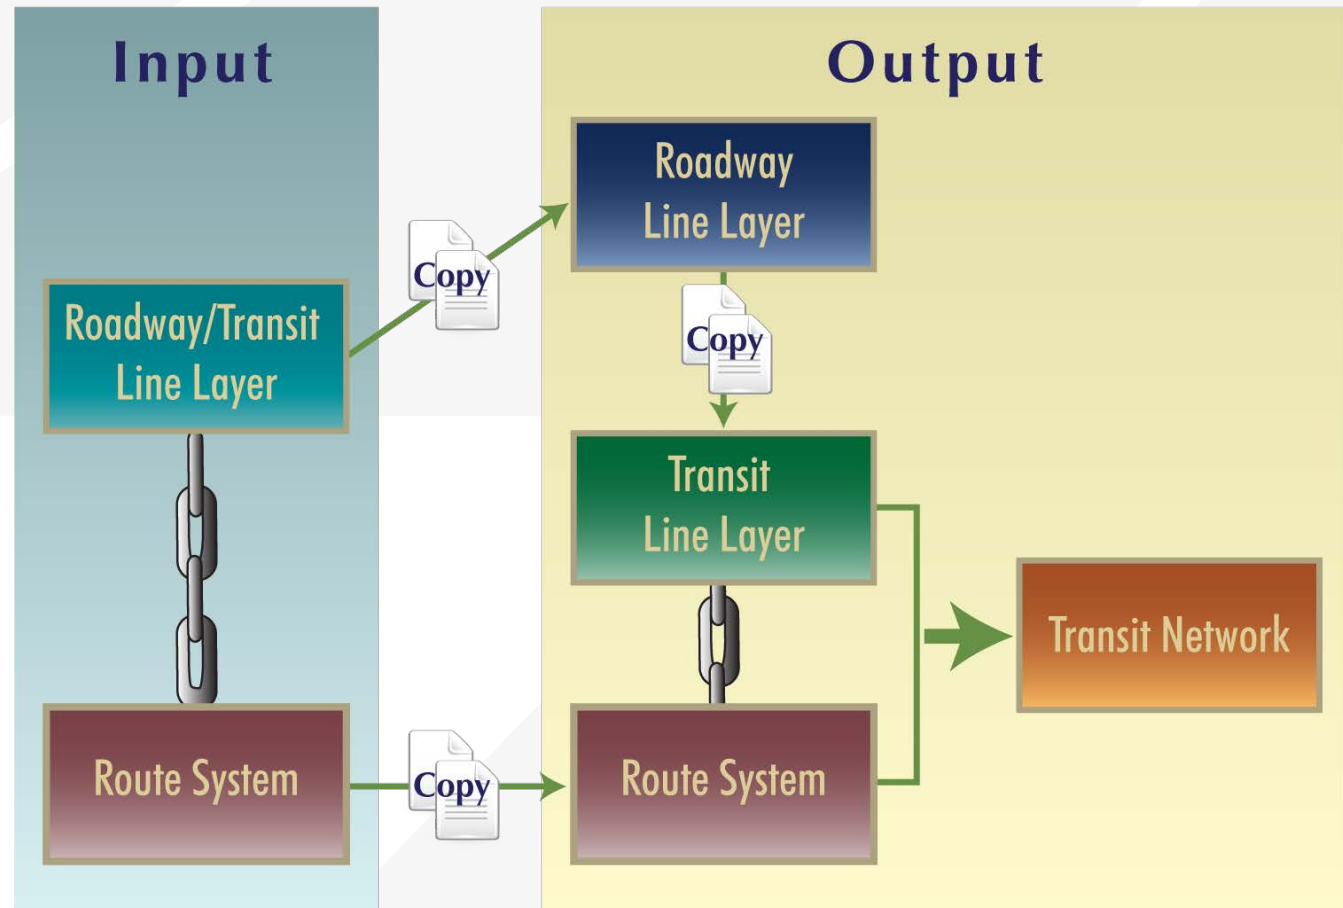 Input
Output
Roadway
Line Layer
Copy
Roadway/Transit
Line Layer
Copy
Transit
Line Layer
Transit Network
Route System
Copy
Route System